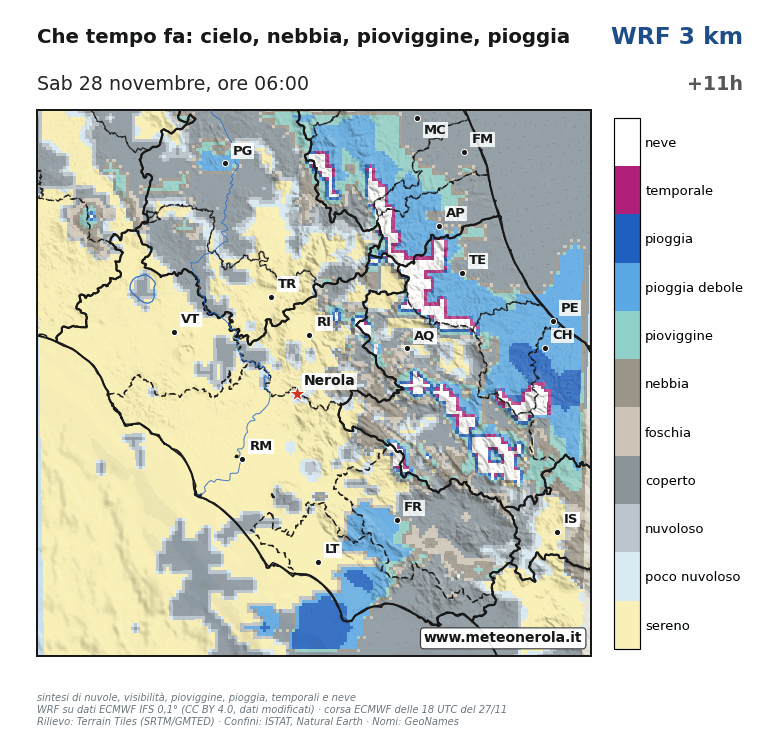 Che tempo fa: cielo, nebbia, pioviggine, pioggia
WRF 3 km
Sab 28 novembre, ore 06:00
+11h
MC
FM
PG
AP
TE
TR
PE
VT
RI
AQ
CH
Nerola
RM
FR
IS
LT
www.meteonerola.it
neve
temporale
pioggia
pioggia debole
pioviggine
nebbia
foschia
coperto
nuvoloso
poco nuvoloso
sereno
sintesi di nuvole, visibilità, pioviggine, pioggia, temporali e neve
WRF su dati ECMWF IFS 0,1° (CC BY 4.0, dati modificati) · corsa ECMWF delle 18 UTC del 27/11
Rilievo: Terrain Tiles (SRTM/GMTED) · Confini: ISTAT, Natural Earth · Nomi: GeoNames